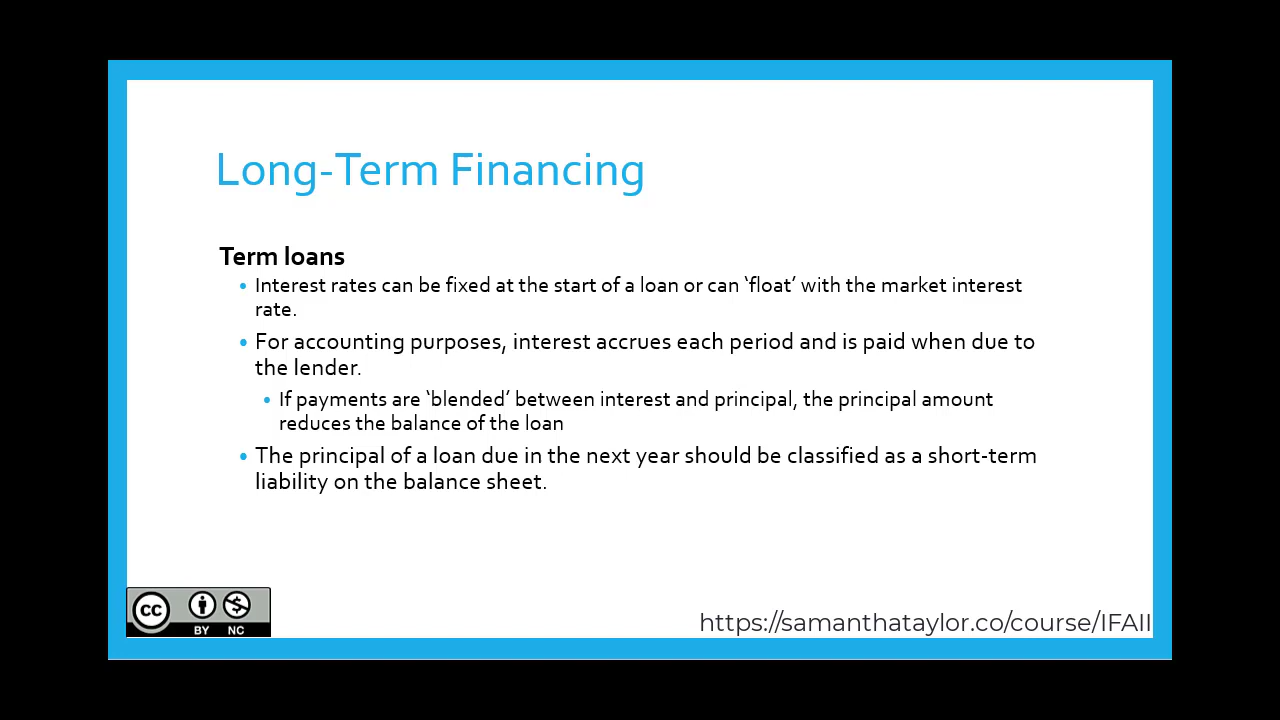 Long-Term Financing
Term loans
• Interest rates can be fixed at the start of a loan or can ‘float’ with the market interest
rate.
• For accounting purposes, interest accrues each period and is paid when due to
the lender.
• If payments are ‘blended’ between interest and principal, the principal amount
reduces the balance of the loan
• The principal of a loan due in the next year should be classified as a short-term
liability on the balance sheet.
https://samanthataylor.co/course/IFAII
CC
BY NC